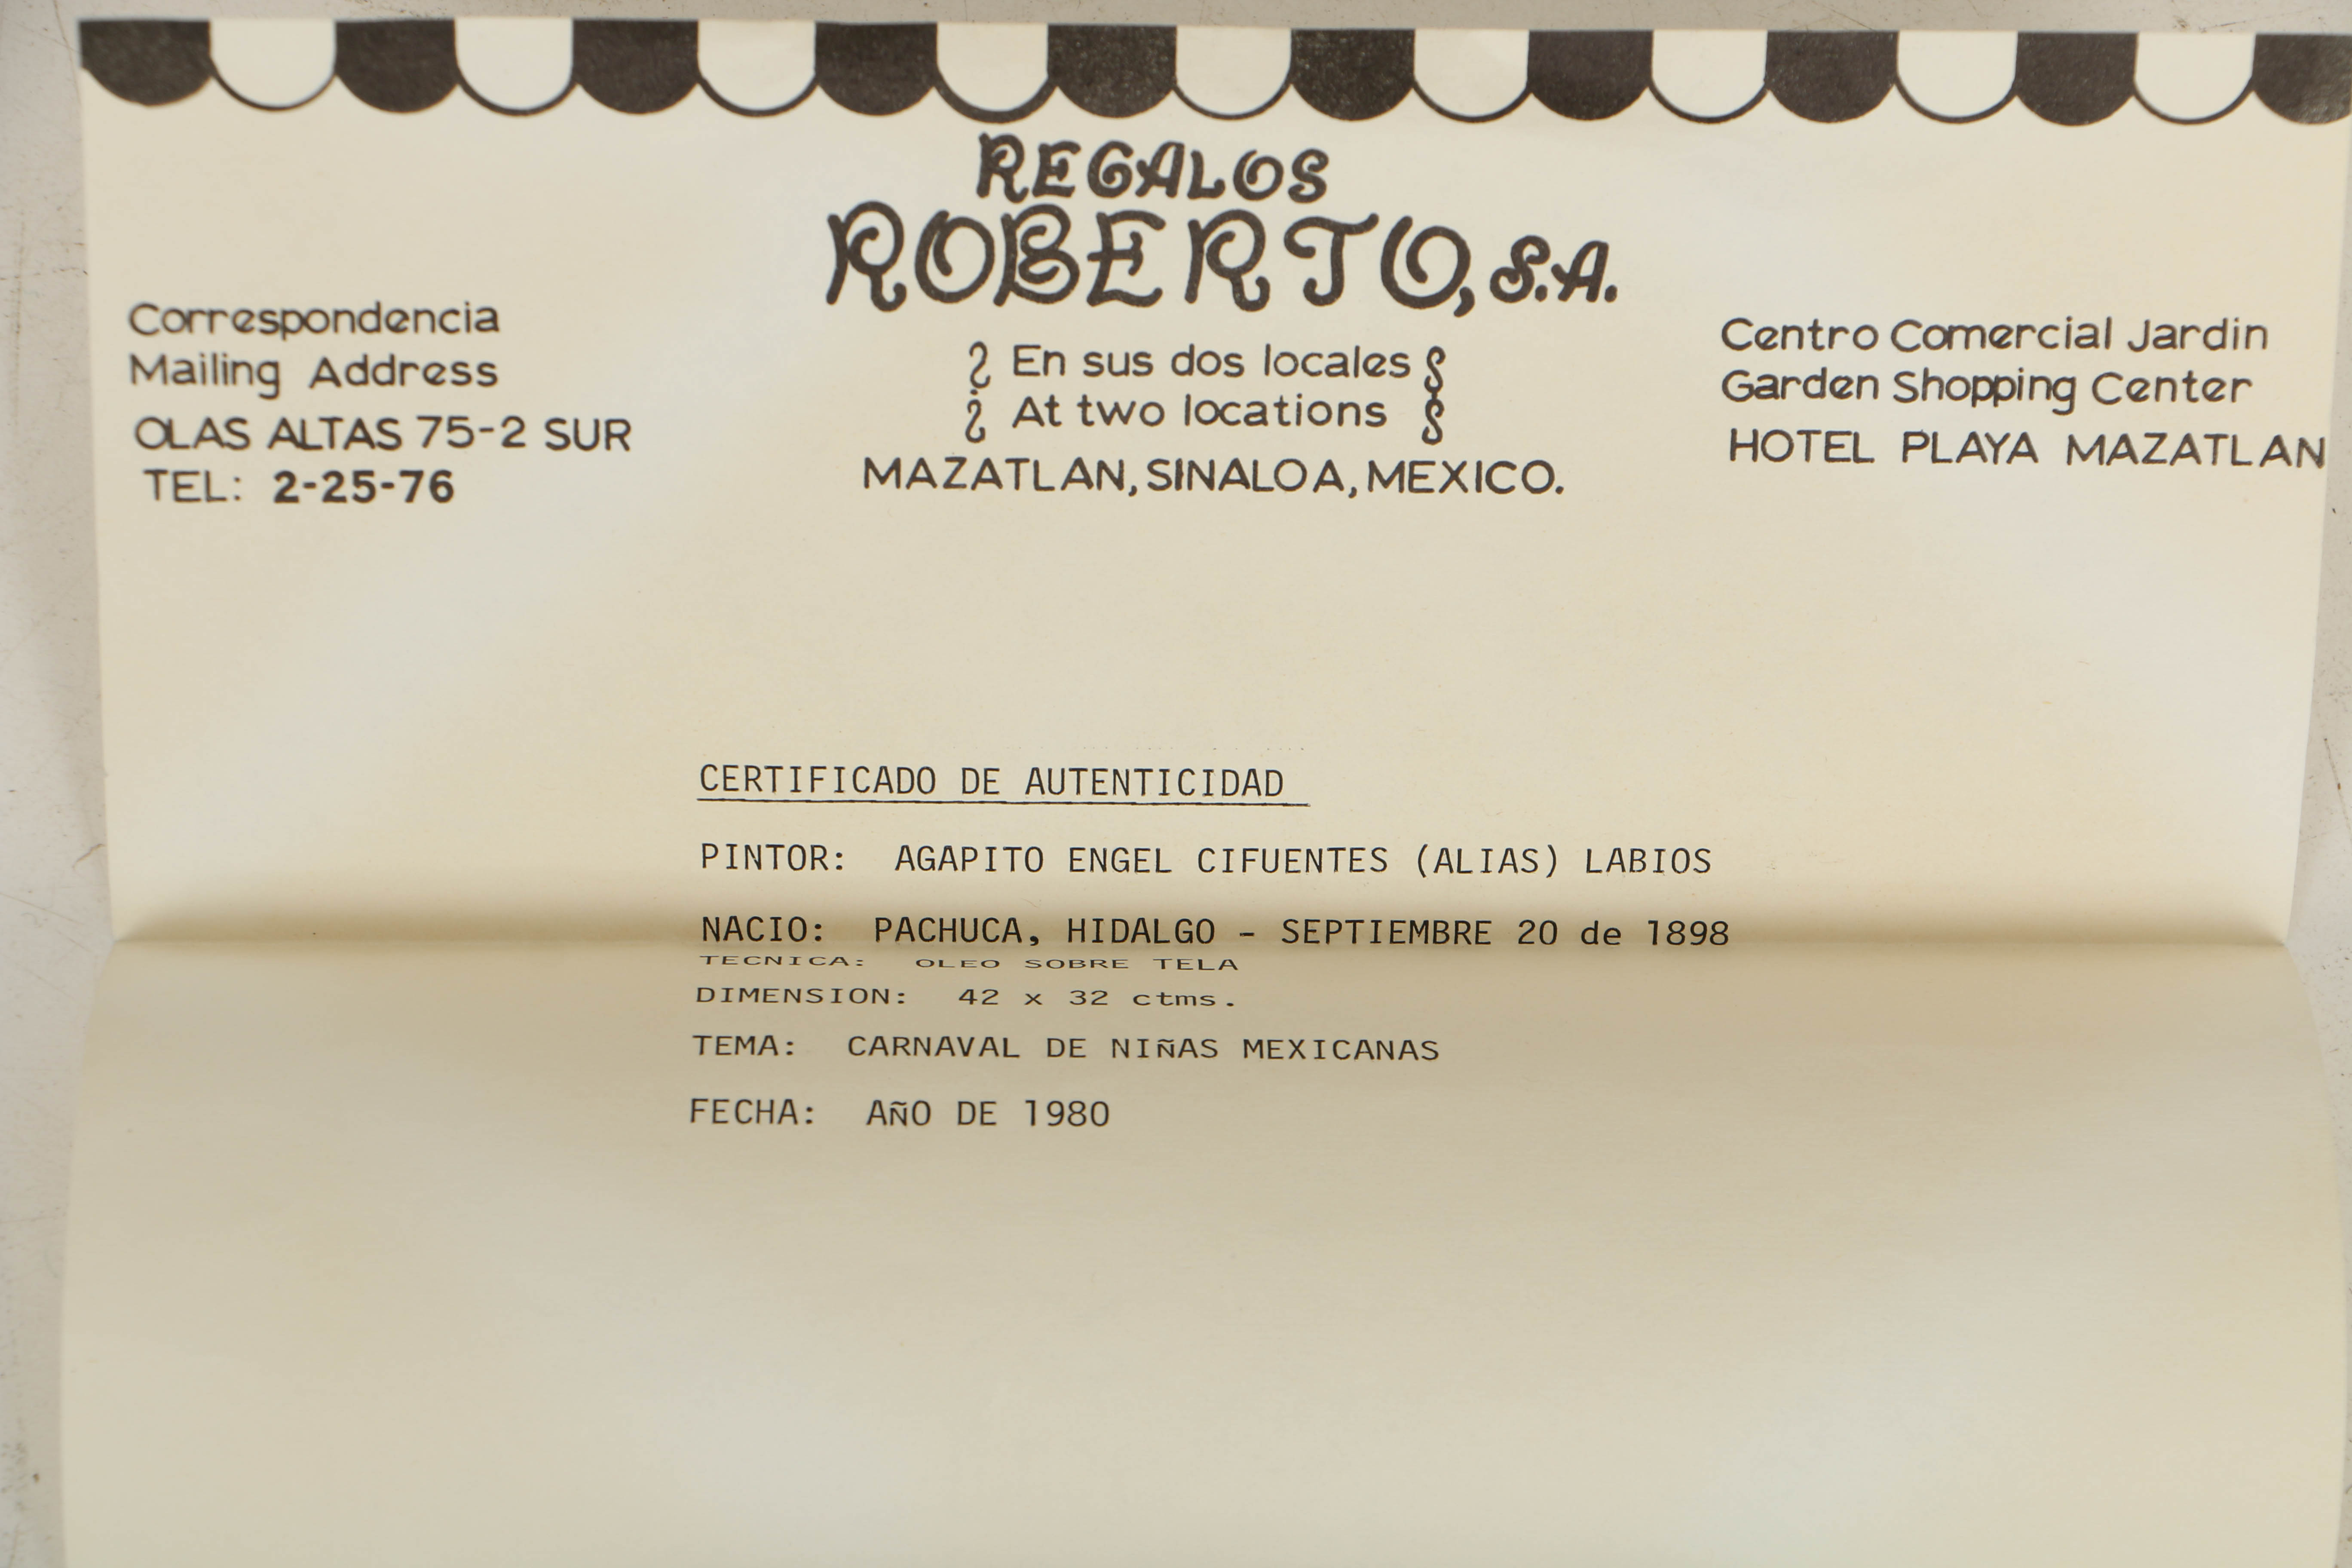 REGALOS
ROBERTO, S.A.
Correspondencia
Mailing Address
OLAS ALTAS 75-2 SUR
TEL: 2-25-76
En sus dos locales
At two locations
MAZATLAN, SINALOA, MEXICO.
Centro Comercial Jardin
Garden Shopping Center
HOTEL PLAYA MAZATLAN
CERTIFICADO DE AUTENTICIDAD
PINTOR: AGAPITO ENGEL CIFUENTES (ALIAS) LABIOS
NACIO: PACHUCA, HIDALGO - SEPTIEMBRE 20 de 1898
TECNICA: OLEO SOBRE TELA
DIMENSION: 42 x 32 ctms.
TEMA: CARNAVAL DE NIÑAS MEXICANAS
FECHA: AÑO DE 1980